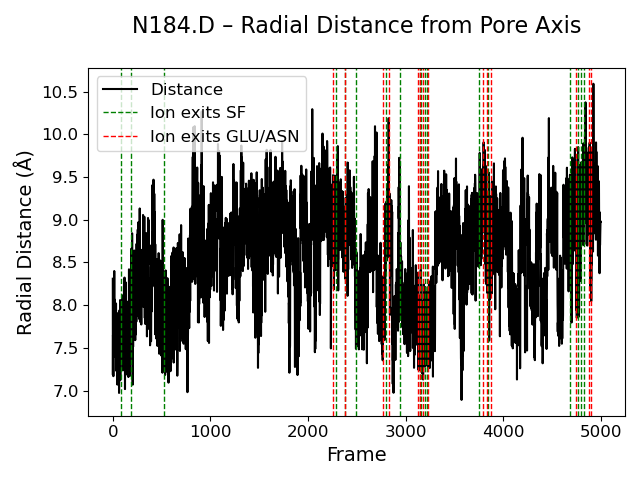 N184.D – Radial Distance from Pore Axis
Distance
Ion exits SF
Ion exits GLU/ASN
Radial Distance (Å)
10.5
10.0
9.5
9.0
8.5
8.0
7.5
7.0
0
1000
2000
3000
4000
5000
Frame